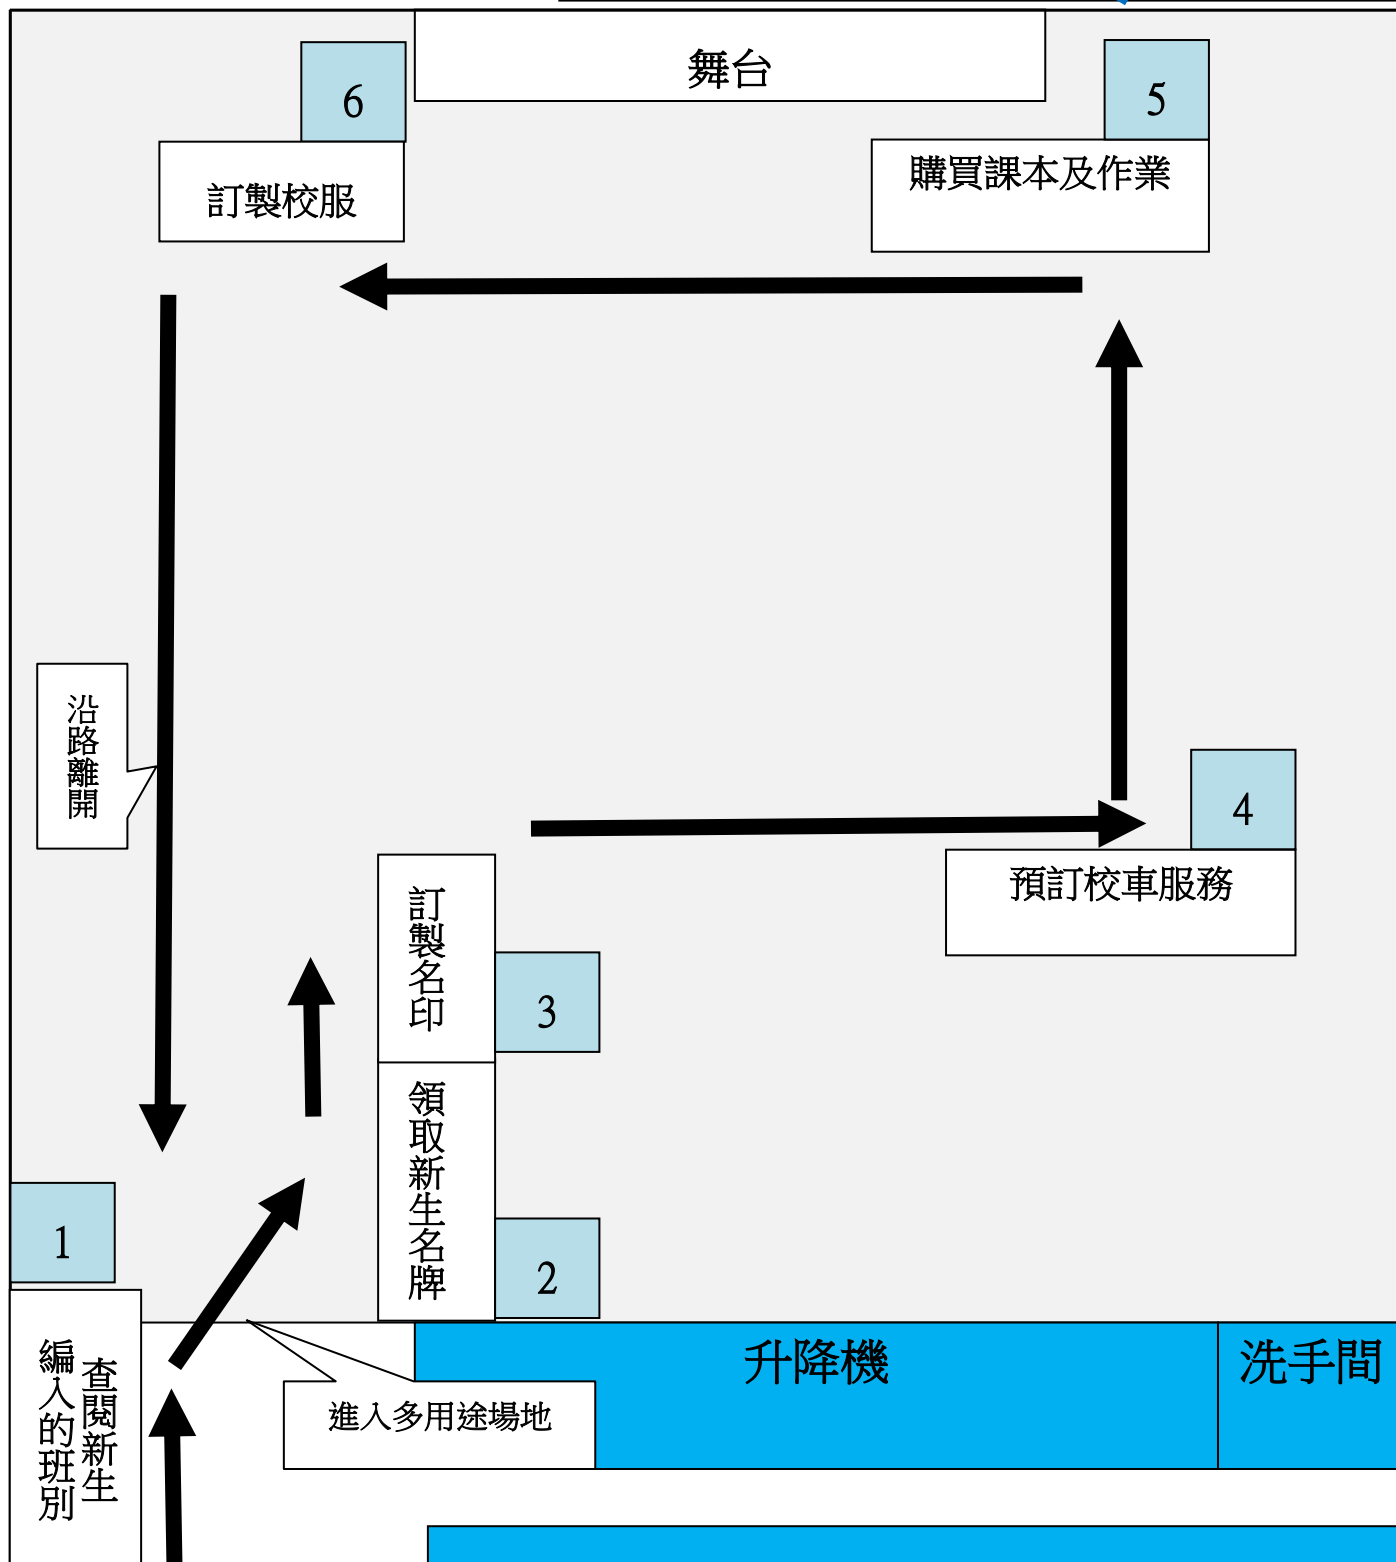 舞台
6
訂製校服
5
購買課本及作業
沿路離開
4
預訂校車服務
訂製名印
3
領取新生名牌
2
1
查閱新生
編入的班別
進入多用途場地
升降機
洗手間